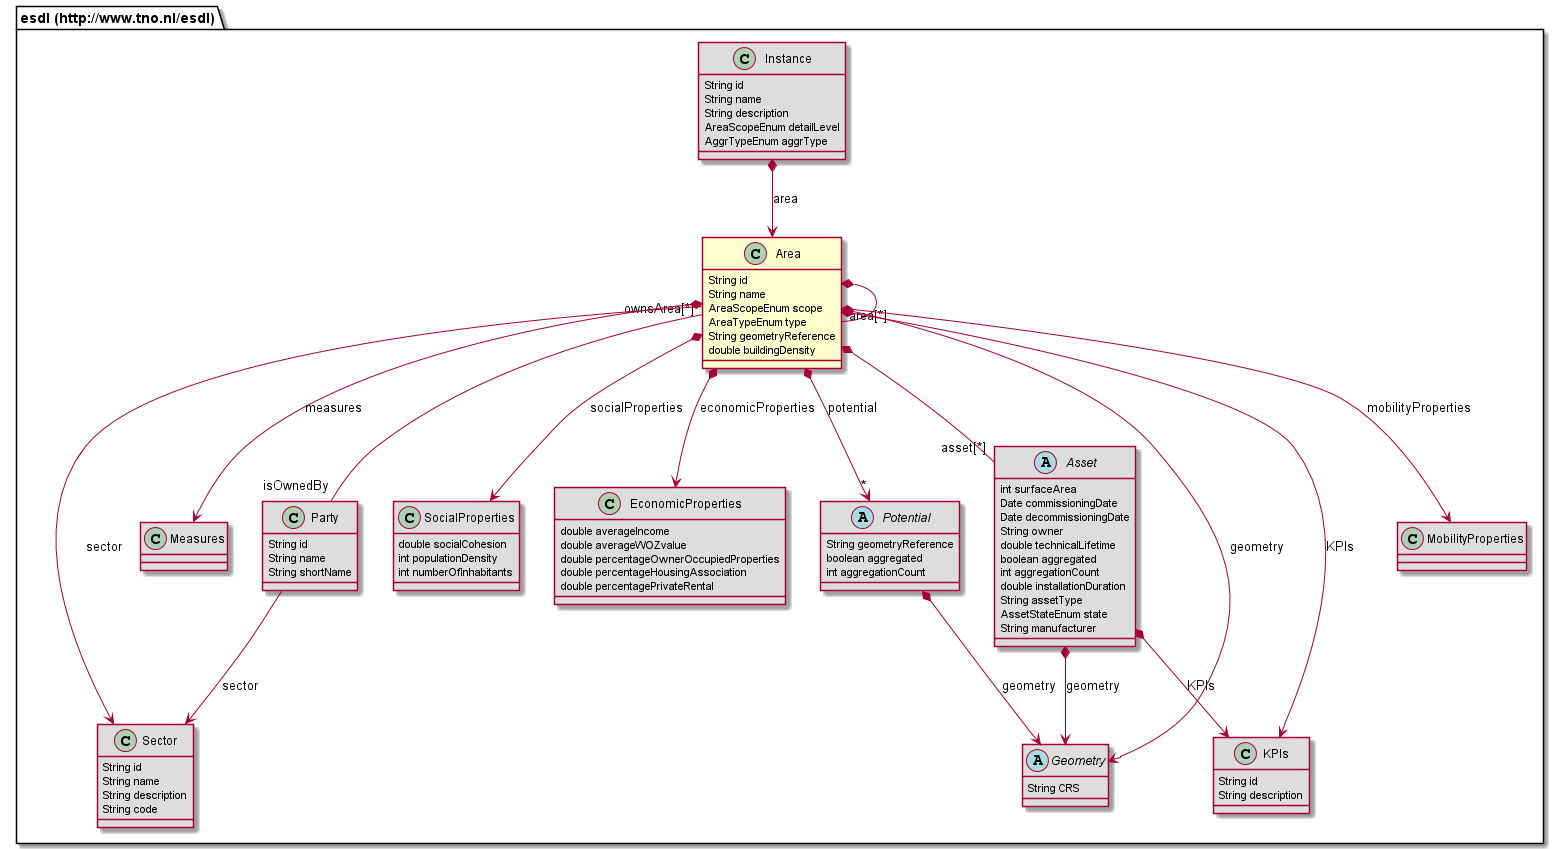 esdl (http://www.tno.nl/esdl)
C Instance
String id
String name
String description
AreaScopeEnum detailLevel
AggrTypeEnum aggrType
area
C Area
String id
String name
AreaScopeEnum scope
AreaTypeEnum type
String geometryReference
double buildingDensity
ownsArea[*]
area[*]
measures
socialProperties
economicProperties
potential
mobilityProperties
asset[*]
isOwnedBy
*
sector
geometry
KPIs
C Measures
C Party
String id
String name
String shortName
C SocialProperties
double socialCohesion
int populationDensity
int numberOfInhabitants
C EconomicProperties
double averageIncome
double averageWOZvalue
double percentageOwnerOccupiedProperties
double percentageHousingAssociation
double percentagePrivateRental
A Potential
String geometryReference
boolean aggregated
int aggregationCount
A Asset
int surfaceArea
Date commissioningDate
Date decommissioningDate
String owner
double technicalLifetime
boolean aggregated
int aggregationCount
double installationDuration
String assetType
AssetStateEnum state
String manufacturer
C MobilityProperties
sector
geometry
geometry
KPIs
C Sector
String id
String name
String description
String code
A Geometry
String CRS
C KPIs
String id
String description